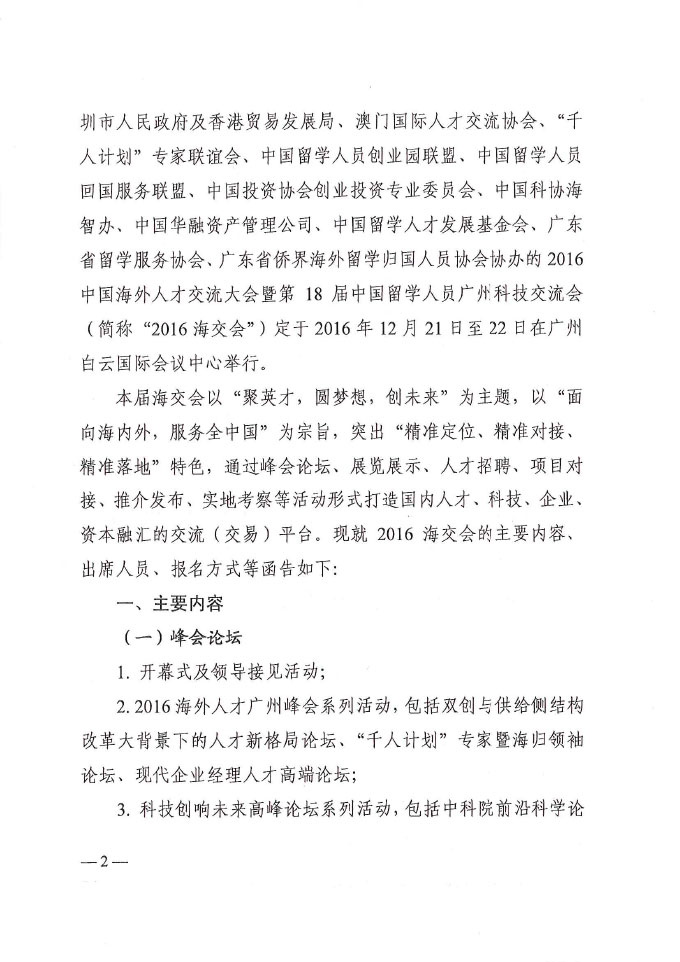 圳市人民政府及香港贸易发展局、澳门国际人才交流协会、“千
人计划”专家联谊会、中国留学人员创业园联盟、中国留学人员
回国服务联盟、中国投资协会创业投资专业委员会、中国科协海
智办、中国华融资产管理公司、中国留学人才发展基金会、广东
省留学服务协会、广东省侨界海外留学归国人员协会协办的 2016
中国海外人才交流大会暨第 18 届中国留学人员广州科技交流会
（简称“2016 海交会”）定于 2016 年 12 月 21 日至 22 日在广州
白云国际会议中心举行。
本届海交会以“聚英才，圆梦想，创未来”为主题，以“面
向海内外，服务全中国”为宗旨，突出“精准定位、精准对接、
精准落地”特色，通过峰会论坛、展览展示、人才招聘、项目对
接、推介发布、实地考察等活动形式打造国内人才、科技、企业、
资本融汇的交流（交易）平台。现就 2016 海交会的主要内容、
出席人员、报名方式等函告如下：
一、主要内容
（一）峰会论坛
1. 开幕式及领导接见活动；
2. 2016 海外人才广州峰会系列活动，包括双创与供给侧结构
改革大背景下的人才新格局论坛、“千人计划”专家暨海归领袖
论坛、现代企业经理人才高端论坛；
3. 科技创响未来高峰论坛系列活动，包括中科院前沿科学论
—2—